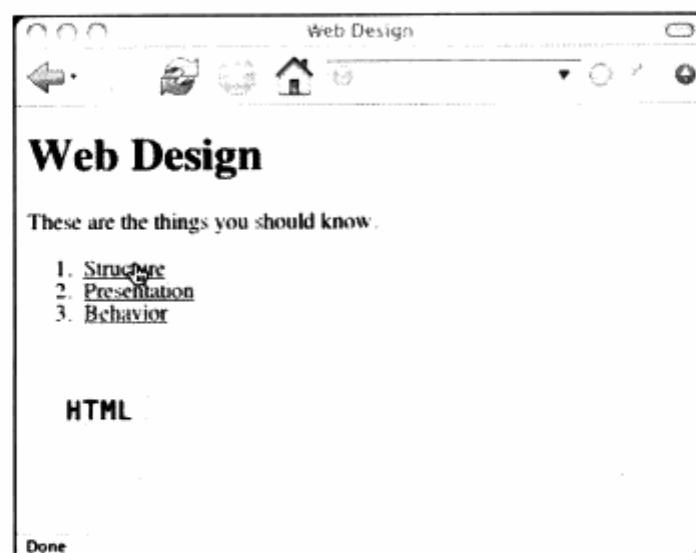 Web Design
Web Design
These are the things you should know.
1. Structure
2. Presentation
3. Behavior
HTML
Done